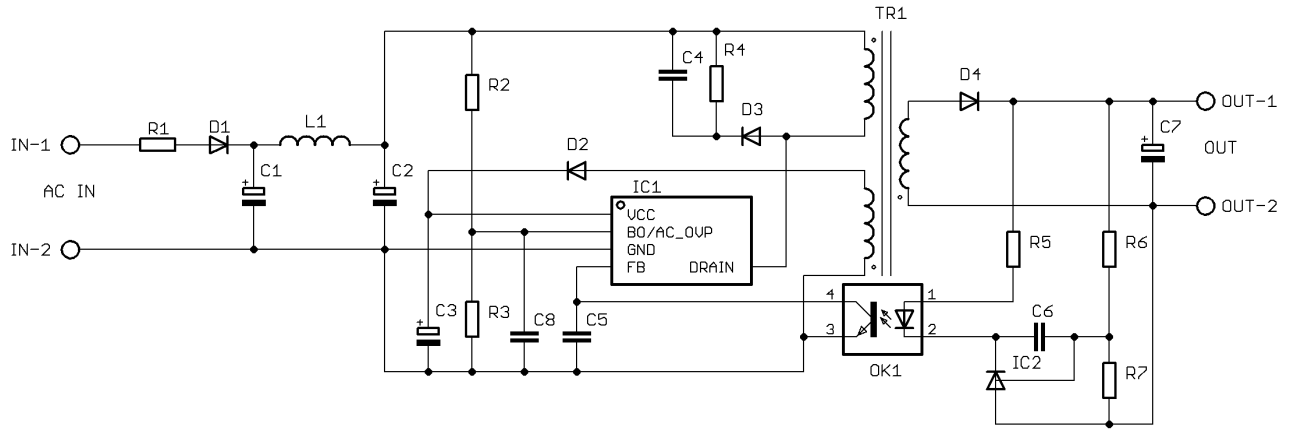 TR1
C4
R4
D4
R2
D3
OUT-1
R1
D1
L1
C7
IN-1
D2
OUT
C1
C2
AC IN
IC1
VCC
OUT-2
BO/AC_OVP
IN-2
GND
R5
R6
FB
DRAIN
4
1
C3
R3
C8
C5
C6
3
2
IC2
OK1
R7
+
+
+
+